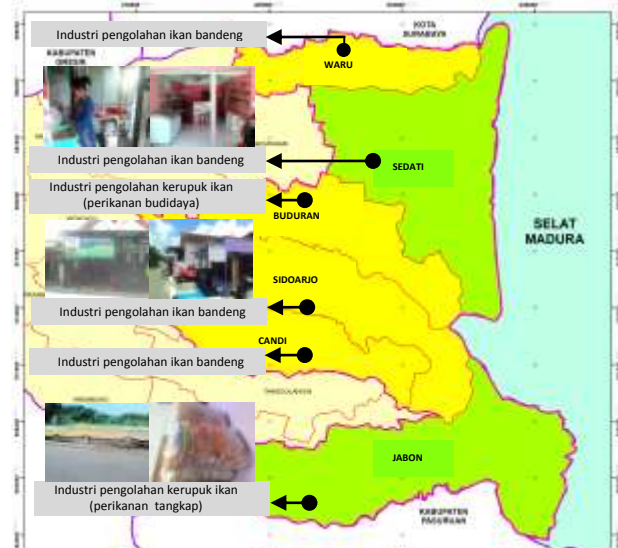 Industri pengolahan ikan bandeng
KABUPATEN
GRESIK
KOTA
SURABAYA
WARU
Industri pengolahan ikan bandeng
SEDATI
Industri pengolahan kerupuk ikan
(perikanan budidaya)
BUDURAN
SELAT
MADURA
SIDOARJO
Industri pengolahan ikan bandeng
CANDI
Industri pengolahan ikan bandeng
JABON
Industri pengolahan kerupuk ikan
(perikanan tangkap)
KABUPATEN
PASURUAN